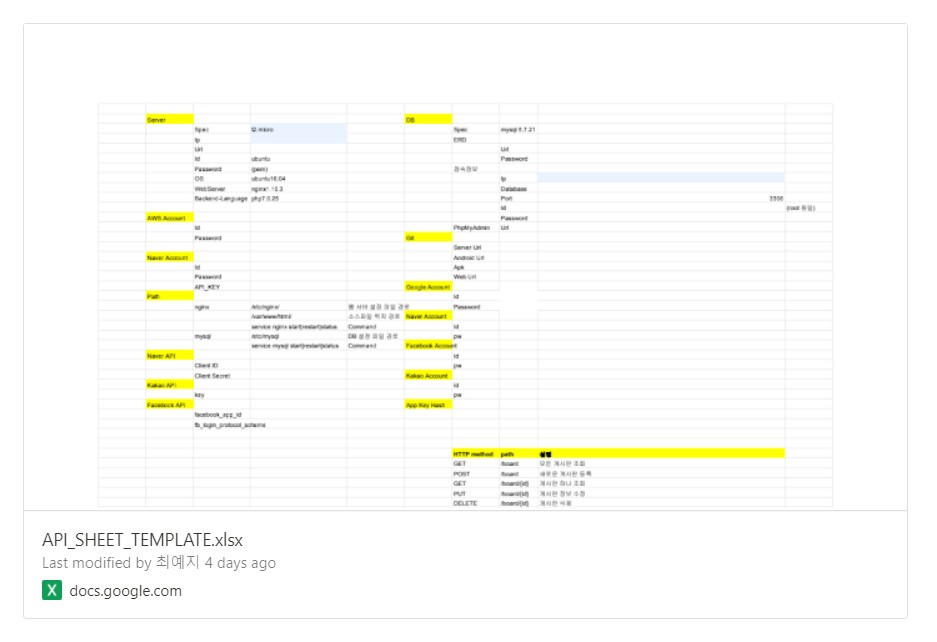 Server DB
Spec t2.micro Spec mysql 5.7.21
Ip ERD
Url Url
Id ubuntu Password
Password (pem) 접속정보
OS ubuntu16.04 Ip
WebServer nginx1.10.3 Database
Backend-Language php7.0.25 Port 3306
Id (root 동일)
AWS Account Password
Id PhpMyAdmin Url
Password Git
Server Url
Naver Account Android Url
Id Apk
Password Web Url
API_KEY Google Account
Path Id
nginx /etc/nginx/ 웹 서버 설정 파일 경로 Password
/var/www/html/ 소스파일 위치 경로 Naver Account
service nginx start|restart|status Command Id
mysql /etc/mysql DB 설정 파일 경로 pw
service mysql start|restart|status Command Facebook Account
Naver API Id
Client ID pw
Client Secret Kakao Account
Kakao API Id
key pw
Facebook API App Key Hash
facebook_app_id
fb_login_protocol_scheme
HTTP method path 설명
GET /board 모든 게시판 조회
POST /board 새로운 게시판 등록
GET /board/{id} 게시판 하나 조회
PUT /board/{id} 게시판 정보 수정
DELETE /board/{id} 게시판 삭제
API_SHEET_TEMPLATE.xlsx
Last modified by 최예지 4 days ago
X docs.google.com